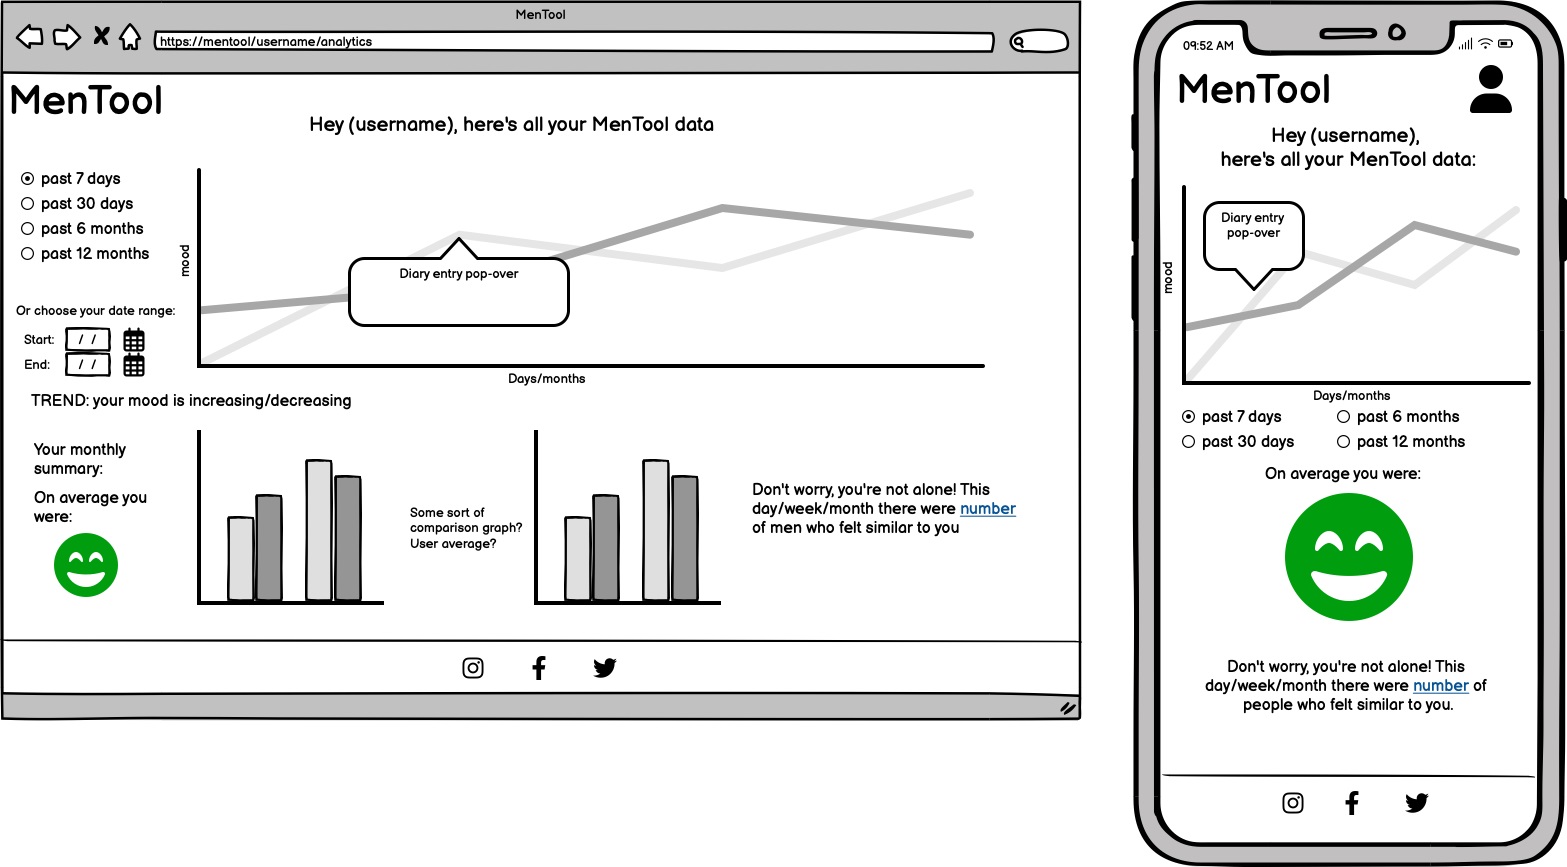 MenTool
https://mentool/username/analytics
MenTool
Hey (username), here's all your MenTool data
past 7 days
past 30 days
past 6 months
past 12 months
mood
Diary entry pop-over
Or choose your date range:
Start: / /
End: / /
Days/months
TREND: your mood is increasing/decreasing
Your monthly
summary:
On average you
were:
Some sort of
comparison graph?
User average?
Don't worry, you're not alone! This
day/week/month there were number
of men who felt similar to you
09:52 AM
MenTool
Hey (username),
here's all your MenTool data:
Diary entry
pop-over
mood
Days/months
past 7 days
past 6 months
past 30 days
past 12 months
On average you were:
Don't worry, you're not alone! This
day/week/month there were number of
people who felt similar to you.